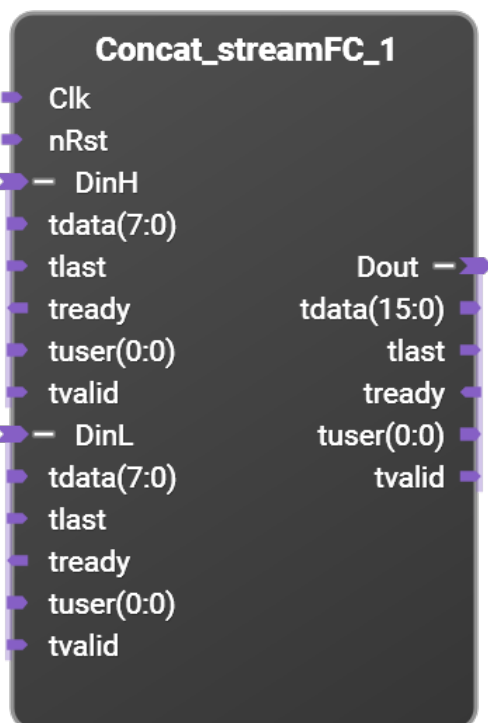 Concat_streamFC_1
Clk
nRst
DinH
tdata(7:0)
tlast
tready
tuser(0:0)
tvalid
DinL
tdata(7:0)
tlast
tready
tuser(0:0)
tvalid
Dout
tdata(15:0)
tlast
tready
tuser(0:0)
tvalid